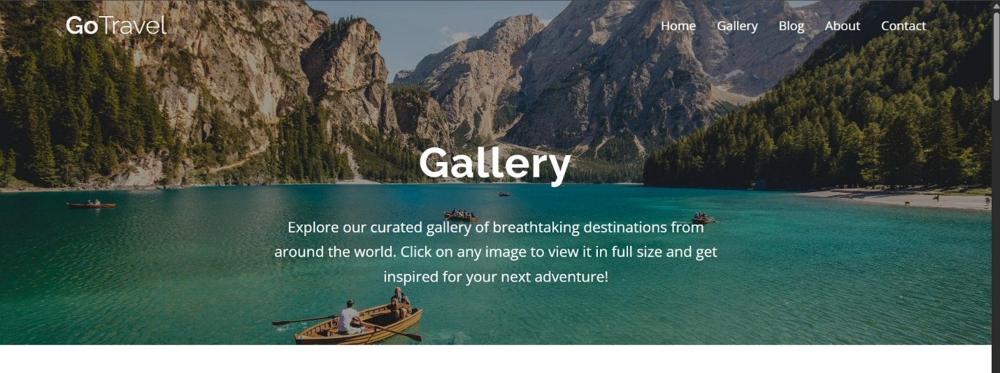 GoTravel
Home Gallery Blog About Contact
Gallery
Explore our curated gallery of breathtaking destinations from
around the world. Click on any image to view it in full size and get
inspired for your next adventure!